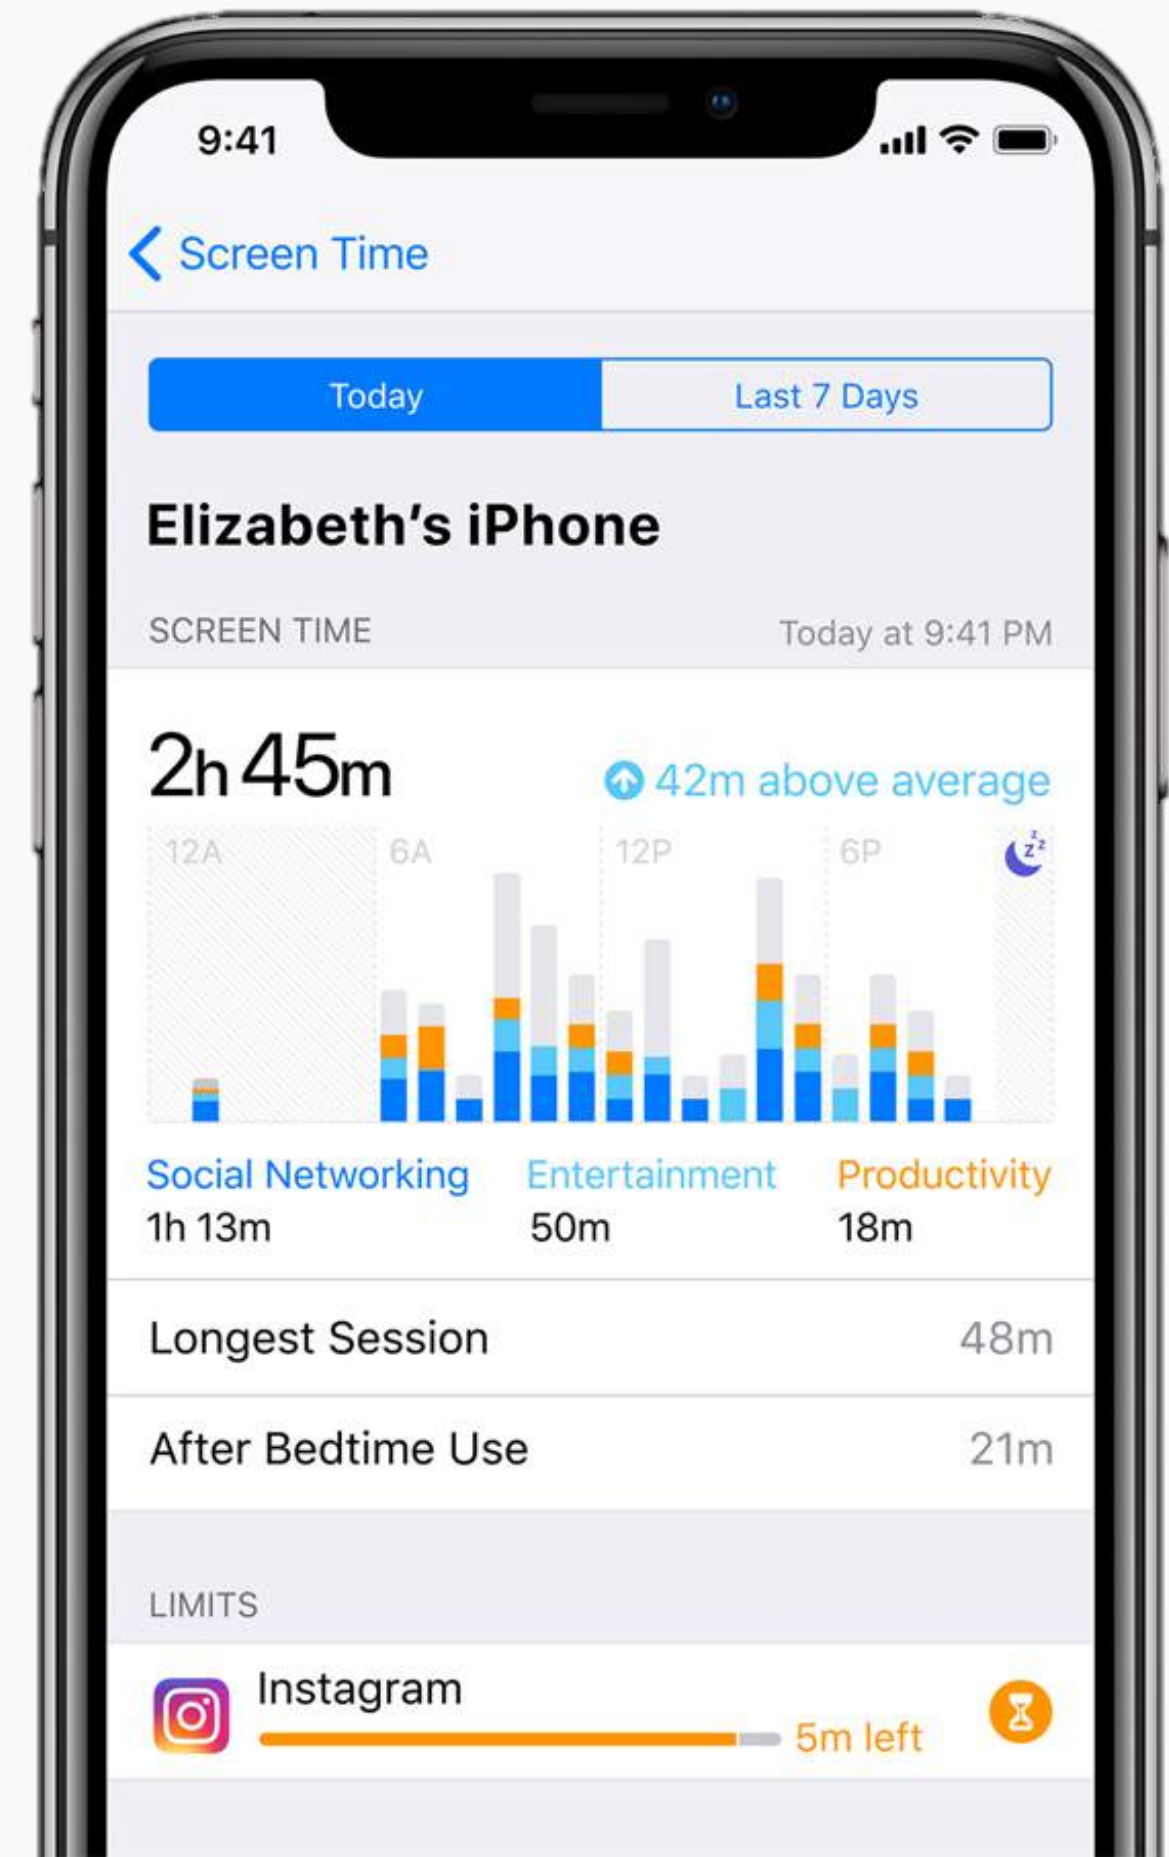 9:41
Screen Time
Today Last 7 Days
Elizabeth’s iPhone
SCREEN TIME Today at 9:41 PM
2h 45m 42m above average
12A 6A 12P 6P zzz
Social Networking Entertainment Productivity
1h 13m 50m 18m
Longest Session 48m
After Bedtime Use 21m
LIMITS
Instagram
5m left